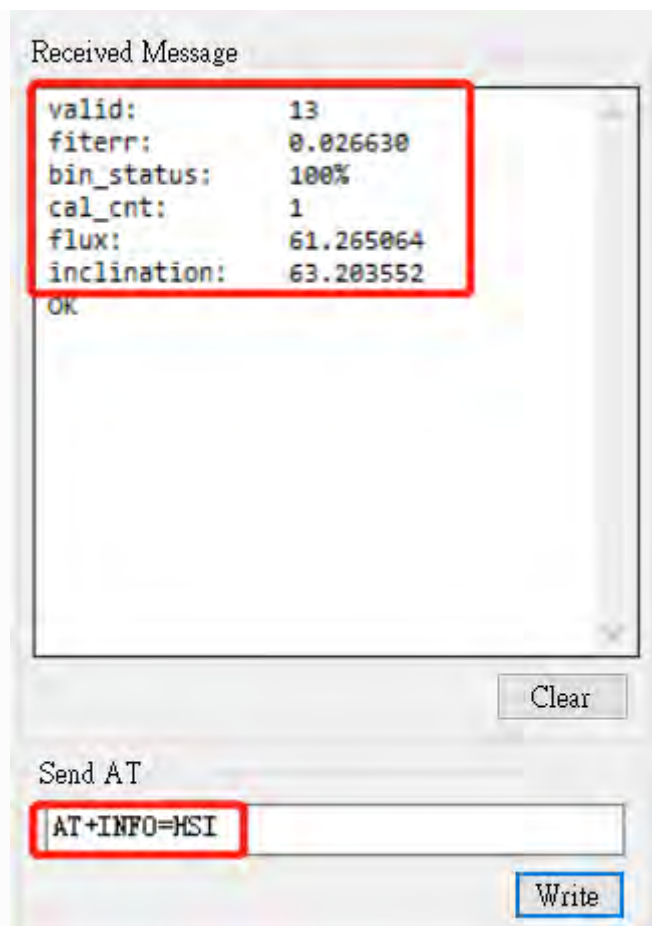 Received Message
valid: 13
fiterr: 0.026630
bin_status: 100%
cal_cnt: 1
flux: 61.265064
inclination: 63.203552
OK
Clear
Send AT
AT+INFO=HSI
Write